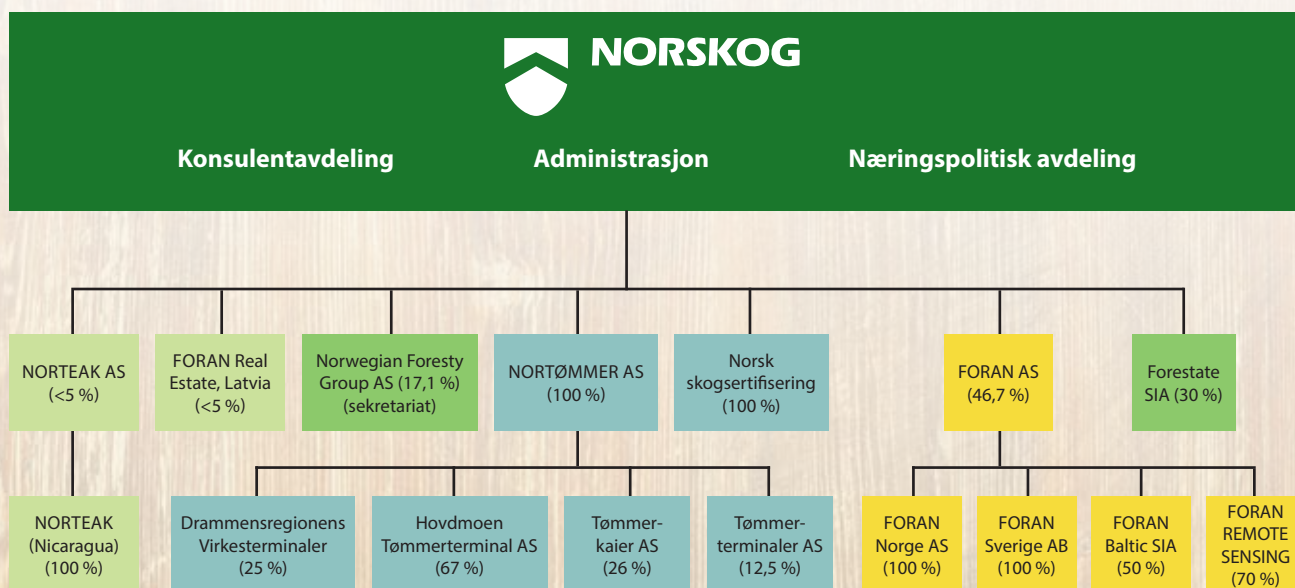 NORSKOG
Konsulentavdeling
Administrasjon
Næringspolitisk avdeling
NORTEAK AS
(<5 %)
FORAN Real
Estate, Latvia
(<5 %)
Norwegian Foresty
Group AS (17,1 %)
(sekretariat)
NORTØMMER AS
(100 %)
Norsk
skogsertifisering
(100 %)
FORAN AS
(46,7 %)
Forestate
SIA (30 %)
NORTEAK
(Nicaragua)
(100 %)
Drammensregionens
Virkesterminaler
(25 %)
Hovdmoen
Tømmerterminal AS
(67 %)
Tømmer-
kaier AS
(26 %)
Tømmer-
terminaler AS
(12,5 %)
FORAN
Norge AS
(100 %)
FORAN
Sverige AB
(100 %)
FORAN
Baltic SIA
(50 %)
FORAN
REMOTE
SENSING
(70 %)